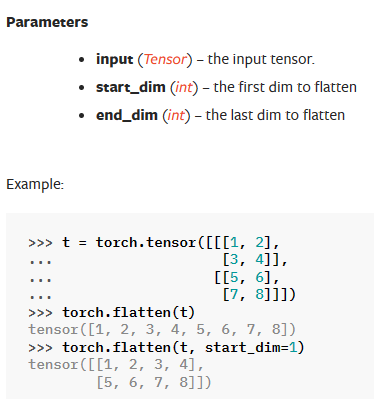 Parameters
• input (Tensor) – the input tensor.
• start_dim (int) – the first dim to flatten
• end_dim (int) – the last dim to flatten
Example:
>>> t = torch.tensor([[[1, 2],
...                    [3, 4]],
...                   [[5, 6],
...                    [7, 8]]])
>>> torch.flatten(t)
tensor([1, 2, 3, 4, 5, 6, 7, 8])
>>> torch.flatten(t, start_dim=1)
tensor([[1, 2, 3, 4],
        [5, 6, 7, 8]])